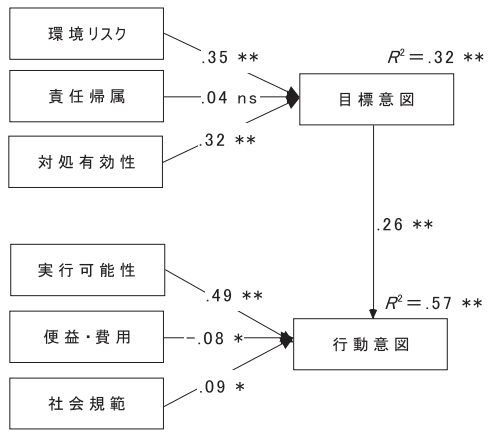 環境リスク
.35 **
R²=.32 **
責任帰属
.04 ns
目標意図
対処有効性
.32 **
.26 **
実行可能性
.49 **
R²=.57 **
便益・費用
-.08 *
行動意図
社会規範
.09 *